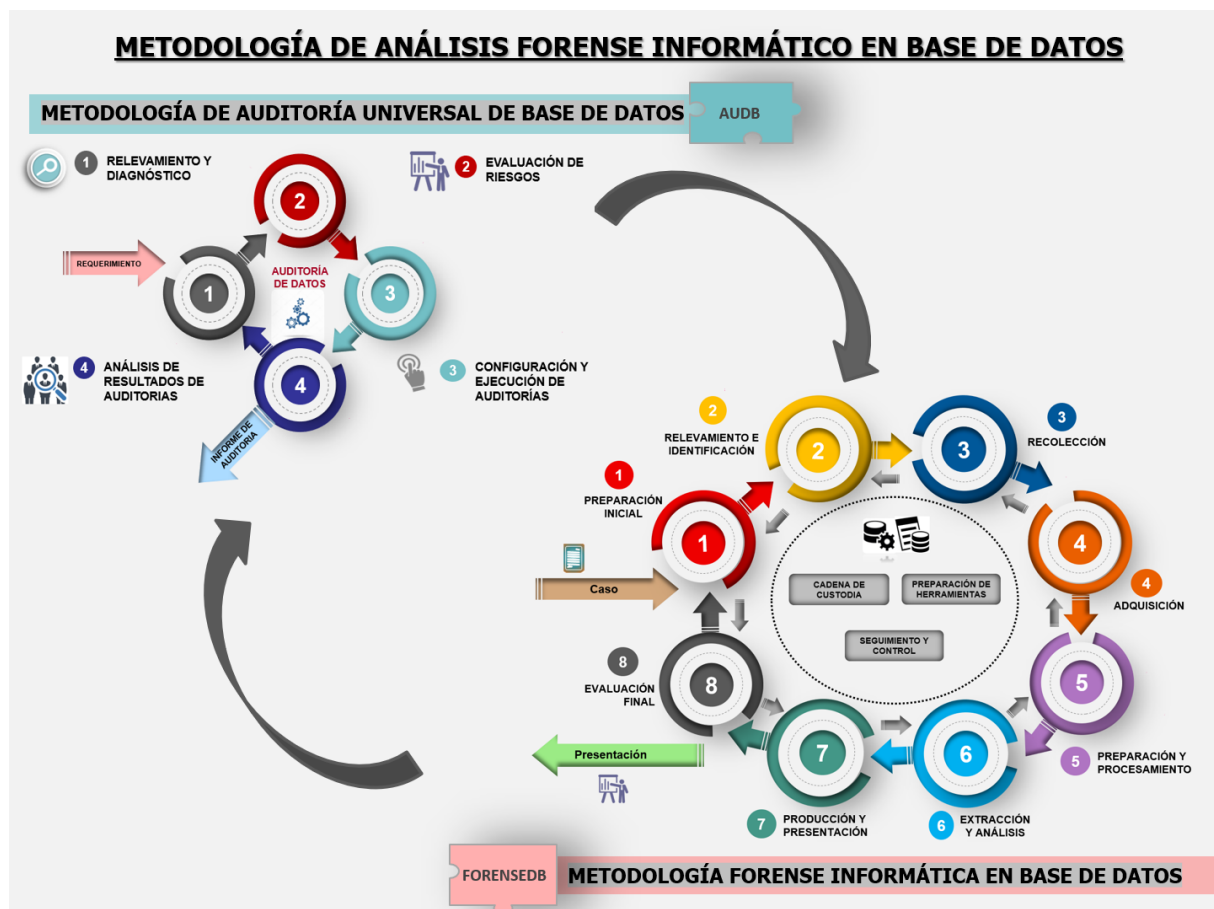 METODOLOGÍA DE ANÁLISIS FORENSE INFORMÁTICO EN BASE DE DATOS
METODOLOGÍA DE AUDITORÍA UNIVERSAL DE BASE DE DATOS
AUDB
1
RELEVAMIENTO Y
DIAGNÓSTICO
2
EVALUACIÓN DE
RIESGOS
2
REQUERIMIENTO
1
AUDITORÍA
DE DATOS
3
4
ANÁLISIS DE
RESULTADOS DE
AUDITORIAS
4
3
CONFIGURACIÓN Y
EJECUCIÓN DE
AUDITORÍAS
INFORME DE
AUDITORIA
2
RELEVAMIENTO E
IDENTIFICACIÓN
2
3
3
RECOLECCIÓN
1
PREPARACIÓN
INICIAL
1
4
4
ADQUISICIÓN
Caso
CADENA DE
CUSTODIA
PREPARACIÓN DE
HERRAMIENTAS
SEGUIMIENTO Y
CONTROL
8
EVALUACIÓN
FINAL
8
5
5
PREPARACIÓN Y
PROCESAMIENTO
Presentación
7
6
7
PRODUCCIÓN Y
PRESENTACIÓN
6
EXTRACCIÓN
Y ANÁLISIS
FORENSEDB
METODOLOGÍA FORENSE INFORMÁTICA EN BASE DE DATOS